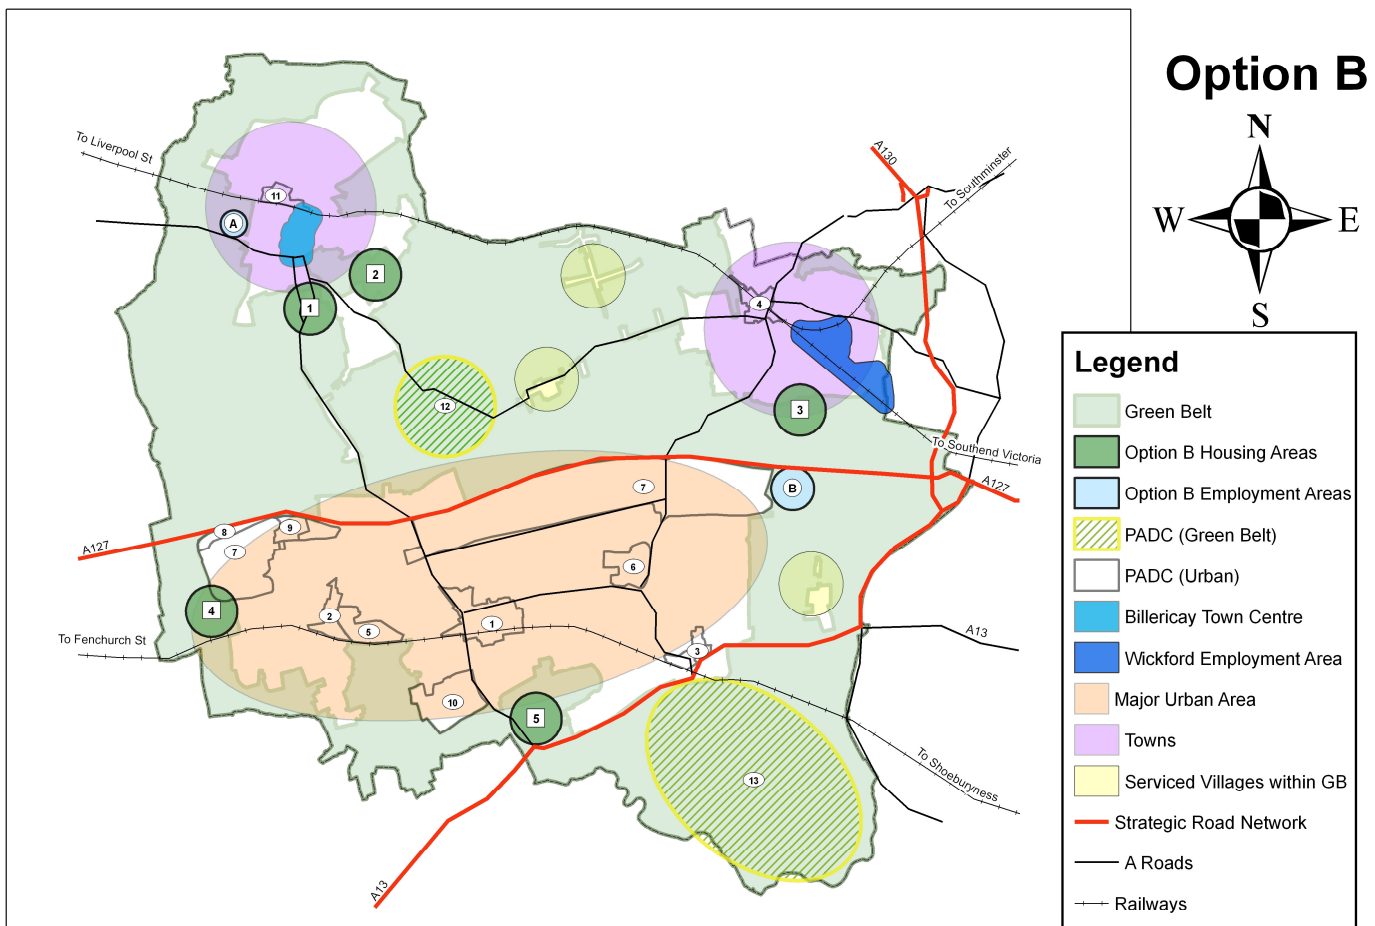 Option B
N
W
E
S
To Liverpool St
A130
To Southminster
11
A
2
1
4
3
12
To Southend Victoria
A127
7
B
8
9
7
A127
6
4
2
5
1
To Fenchurch St
3
A13
10
5
13
To Shoeburyness
A13
Legend
Green Belt
Option B Housing Areas
Option B Employment Areas
PADC (Green Belt)
PADC (Urban)
Billericay Town Centre
Wickford Employment Area
Major Urban Area
Towns
Serviced Villages within GB
Strategic Road Network
A Roads
Railways